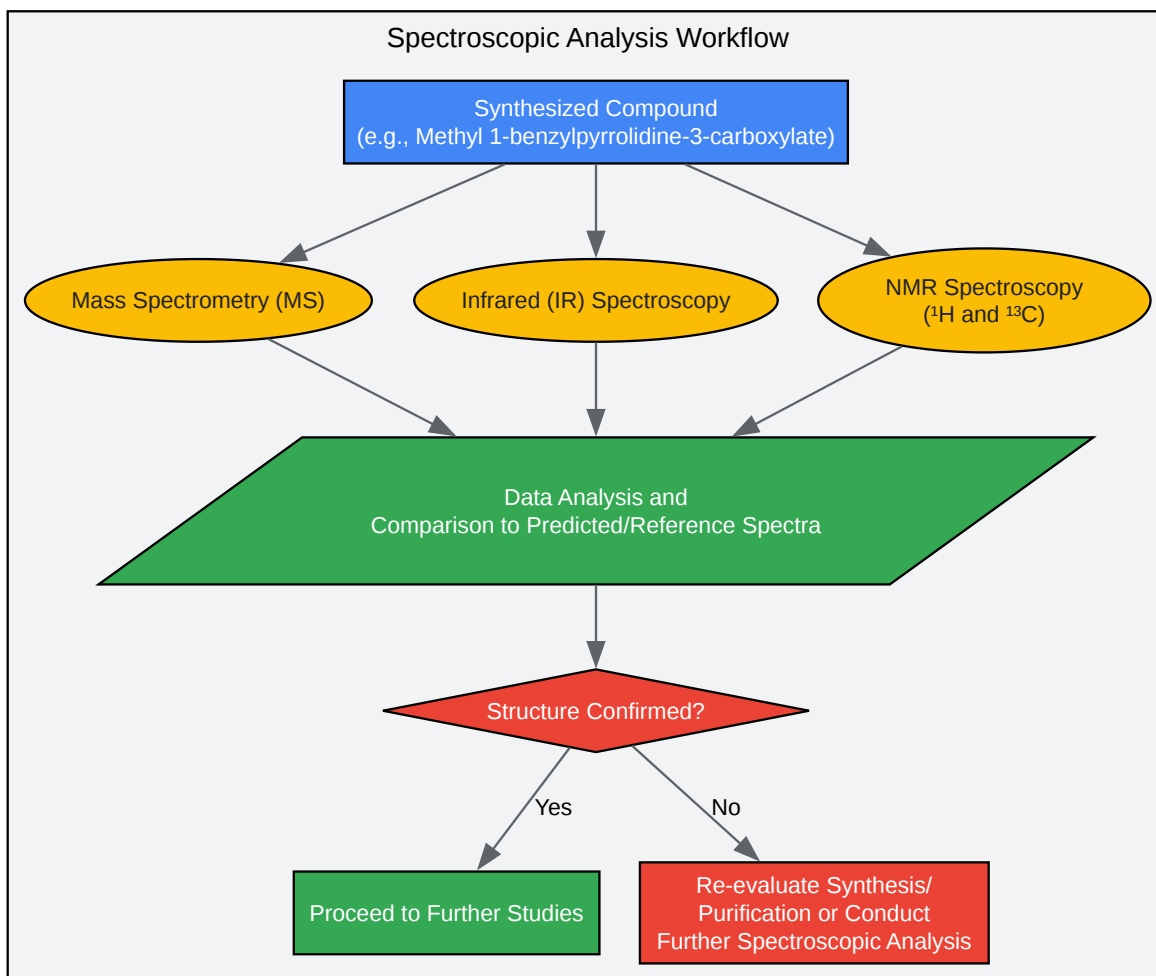 Spectroscopic Analysis Workflow
Synthesized Compound
(e.g., Methyl 1-benzylpyrrolidine-3-carboxylate)
Mass Spectrometry (MS)
Infrared (IR) Spectroscopy
NMR Spectroscopy
(¹H and ¹³C)
Data Analysis and
Comparison to Predicted/Reference Spectra
Structure Confirmed?
Yes
No
Proceed to Further Studies
Re-evaluate Synthesis/
Purification or Conduct
Further Spectroscopic Analysis